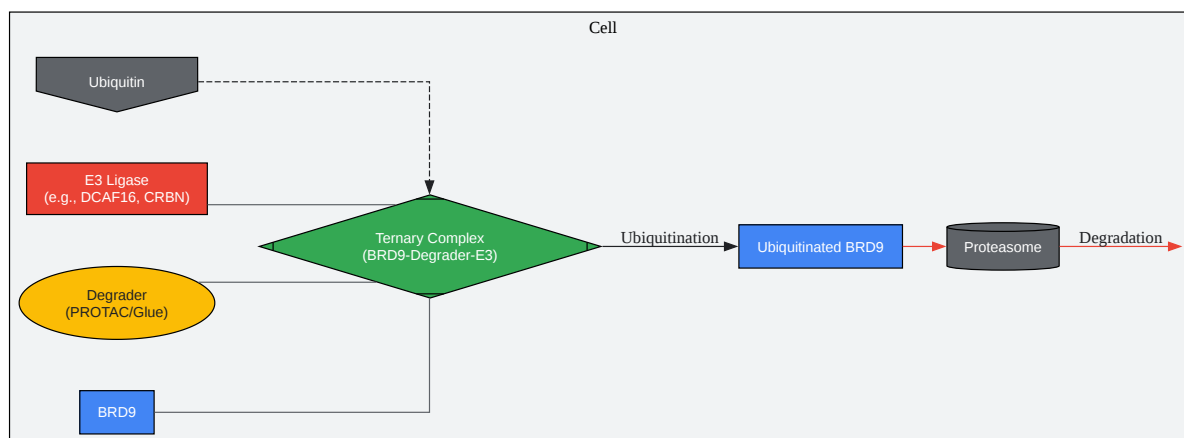 Cell
Ubiquitin
E3 Ligase
(e.g., DCAF16, CRBN)
Ternary Complex
(BRD9-Degrader-E3)
Ubiquitination
Ubiquitinated BRD9
Proteasome
Degradation
Degrader
(PROTAC/Glue)
BRD9